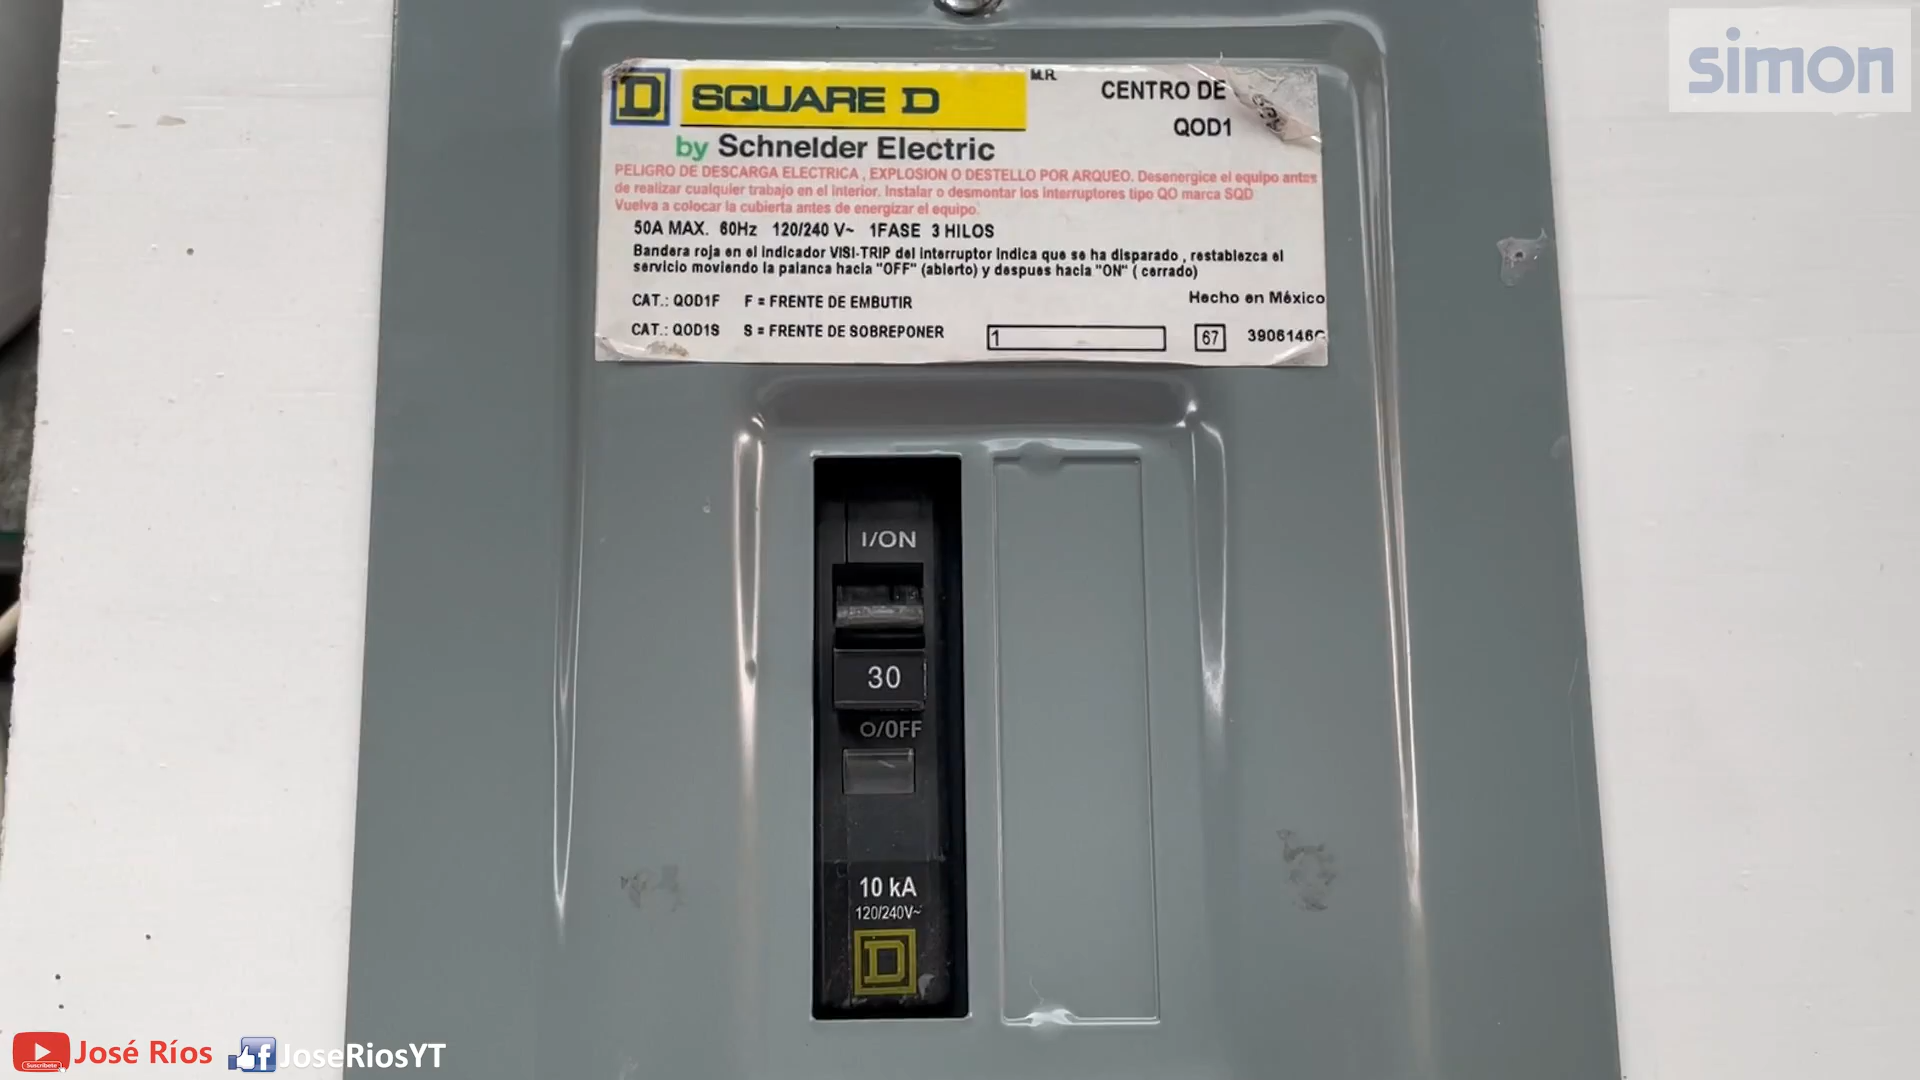 simon
D SQUARE D M.R.
by Schneider Electric
CENTRO DE
QOD1
PELIGRO DE DESCARGA ELECTRICA , EXPLOSION O DESTELLO POR ARQUEO. Desenergice el equipo antes
de realizar cualquier trabajo en el interior. Instalar o desmontar los interruptores tipo QO marca SQD
Vuelva a colocar la cubierta antes de energizar el equipo.
50A MAX. 60Hz 120/240 V~ 1FASE 3 HILOS
Bandera roja en el indicador VISI-TRIP del interruptor indica que se ha disparado , restablezca el
servicio moviendo la palanca hacia "OFF" (abierto) y despues hacia "ON" ( cerrado)
CAT.: QOD1F F = FRENTE DE EMBUTIR
Hecho en México
CAT.: QOD1S S = FRENTE DE SOBREPONER
1
67
3906146
I/ON
30
O/OFF
10 kA
120/240V~
D
José Ríos
Suscríbete
JoseRiosYT